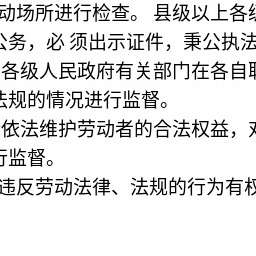 动场所进行检查。 县级以上各级
公务，必 须出示证件，秉公执法
各级人民政府有关部门在各自
法规的情况进行监督。
依法维护劳动者的合法权益，
行监督。
违反劳动法律、法规的行为有权